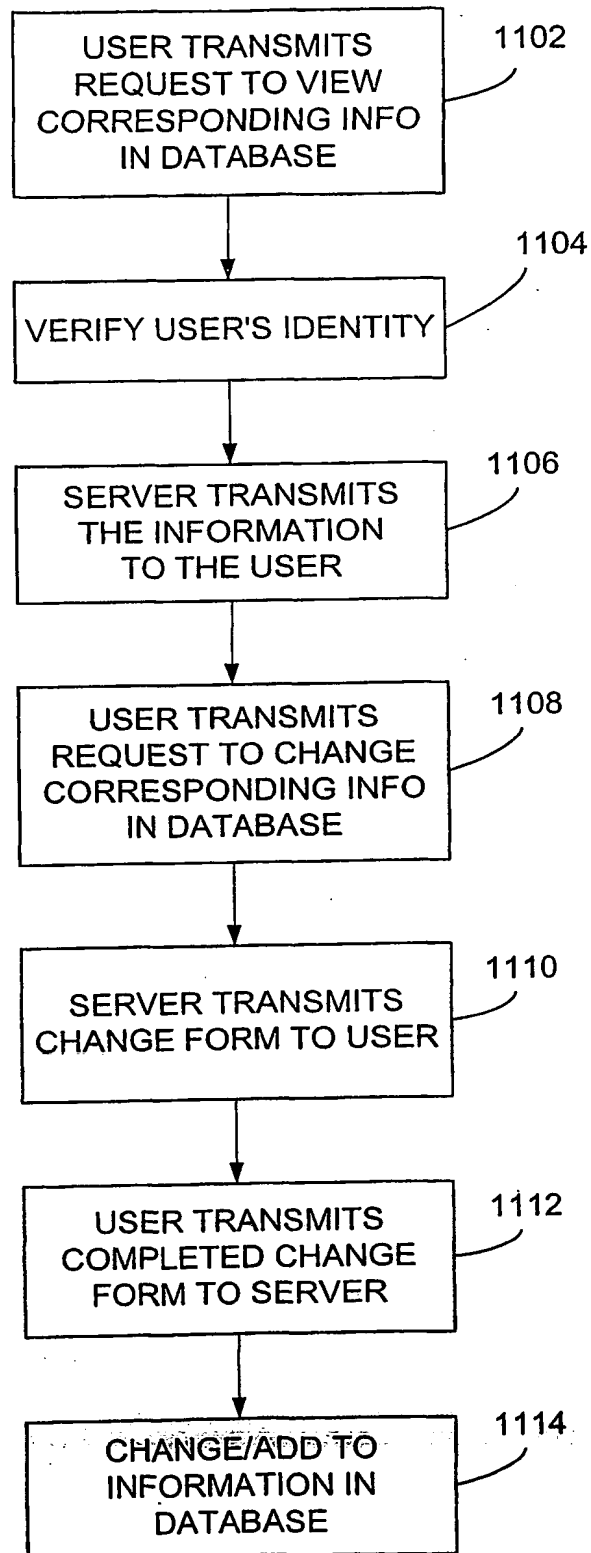 1102
USER TRANSMITS
REQUEST TO VIEW
CORRESPONDING INFO
IN DATABASE
1104
VERIFY USER'S IDENTITY
1106
SERVER TRANSMITS
THE INFORMATION
TO THE USER
1108
USER TRANSMITS
REQUEST TO CHANGE
CORRESPONDING INFO
IN DATABASE
1110
SERVER TRANSMITS
CHANGE FORM TO USER
1112
USER TRANSMITS
COMPLETED CHANGE
FORM TO SERVER
1114
CHANGE/ADD TO
INFORMATION IN
DATABASE